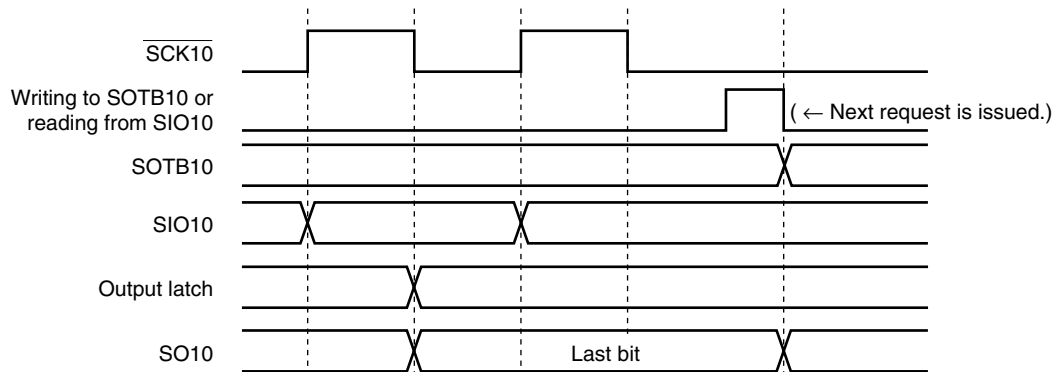 SCK10
Writing to SOTB10 or
reading from SIO10
( ← Next request is issued.)
SOTB10
SIO10
Output latch
SO10
Last bit